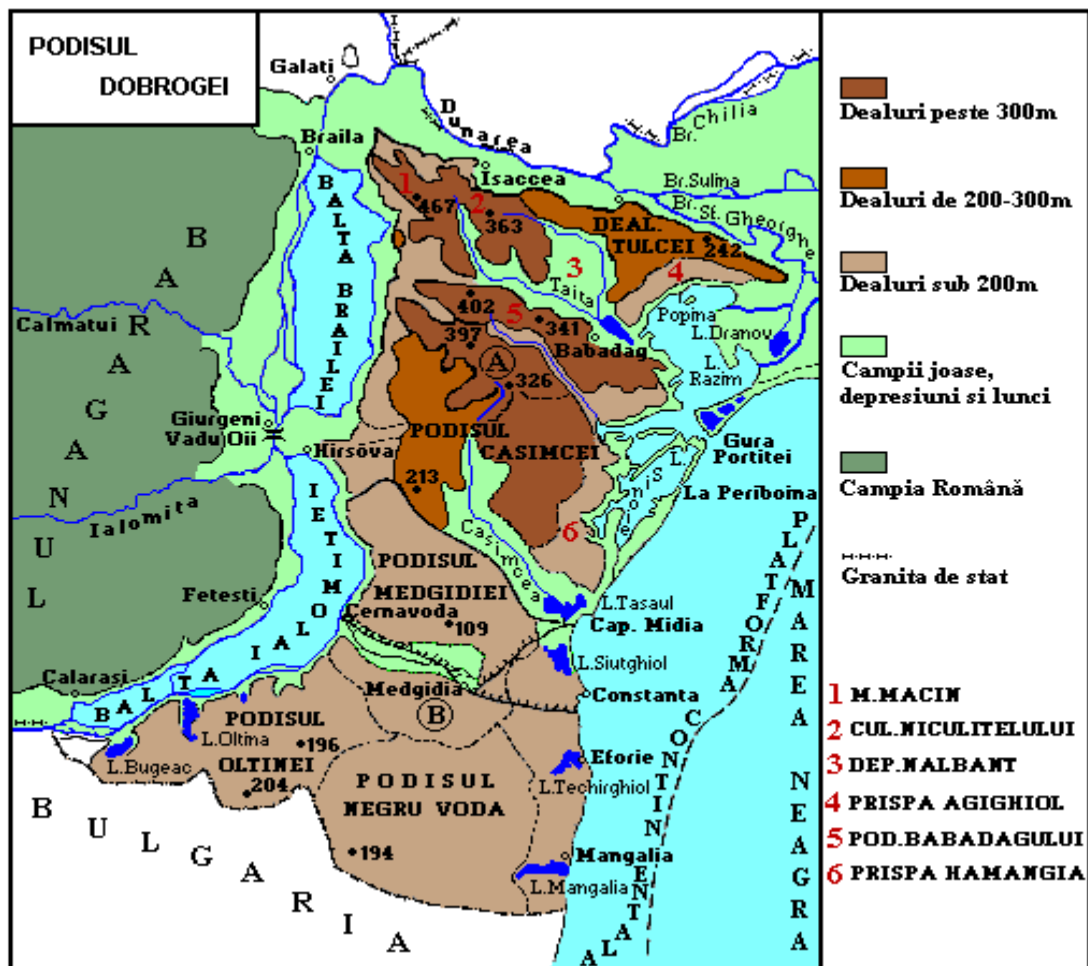 PODISUL
DOBROGEI
Galati
Braila
Dunarea
Isaccea
Br. Chilia
Br.Sulina
Br. St. Gheorghe
BALTA BRAILEI
1
467
2
363
DEAL.
TULCEI
242
3
4
Taita
BARAGANUL
Calmatui
402
5
341
397
Babadag
Popina
L.Dranov
L.
Razim
A
326
Giurgeni
Vadu Oii
Hirsova
PODISUL
CASIMCEI
Gura
Portitei
L. Sinoie
La Periboina
213
6
Ialomita
Casimcea
PODISUL
MEDGIDIEI
Fetesti
Cernavoda
109
L.Tasaul
Cap. Midia
L.Siutghiol
BALTA IALOMITEI
Calarasi
Medgidia
B
Constanta
PODISUL
OLTINEI
L.Oltina
196
204
L.Bugeac
Eforie
L.Techirghiol
PODISUL
NEGRU VODA
194
Mangalia
L.Mangalia
BULGARIA
PLATFORMA CONTINENTALA
MAREA NEAGRA
Dealuri peste 300m
Dealuri de 200-300m
Dealuri sub 200m
Campii joase,
depresiuni si lunci
Campia Română
Granita de stat
1 M.MACIN
2 CUL.NICULITELULUI
3 DEP.NALBANT
4 PRISPA AGIGHIOL
5 POD.BABADAGULUI
6 PRISPA HAMANGIA